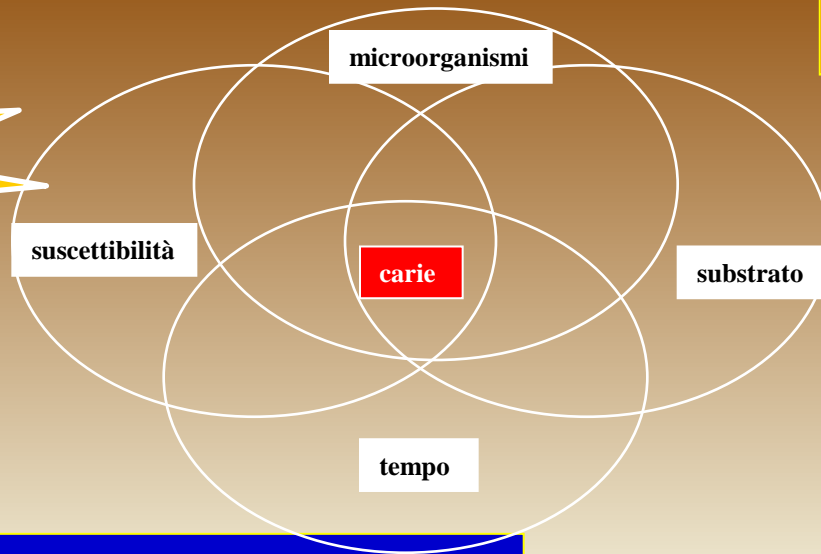 microorganismi
suscettibilità
carie
substrato
tempo